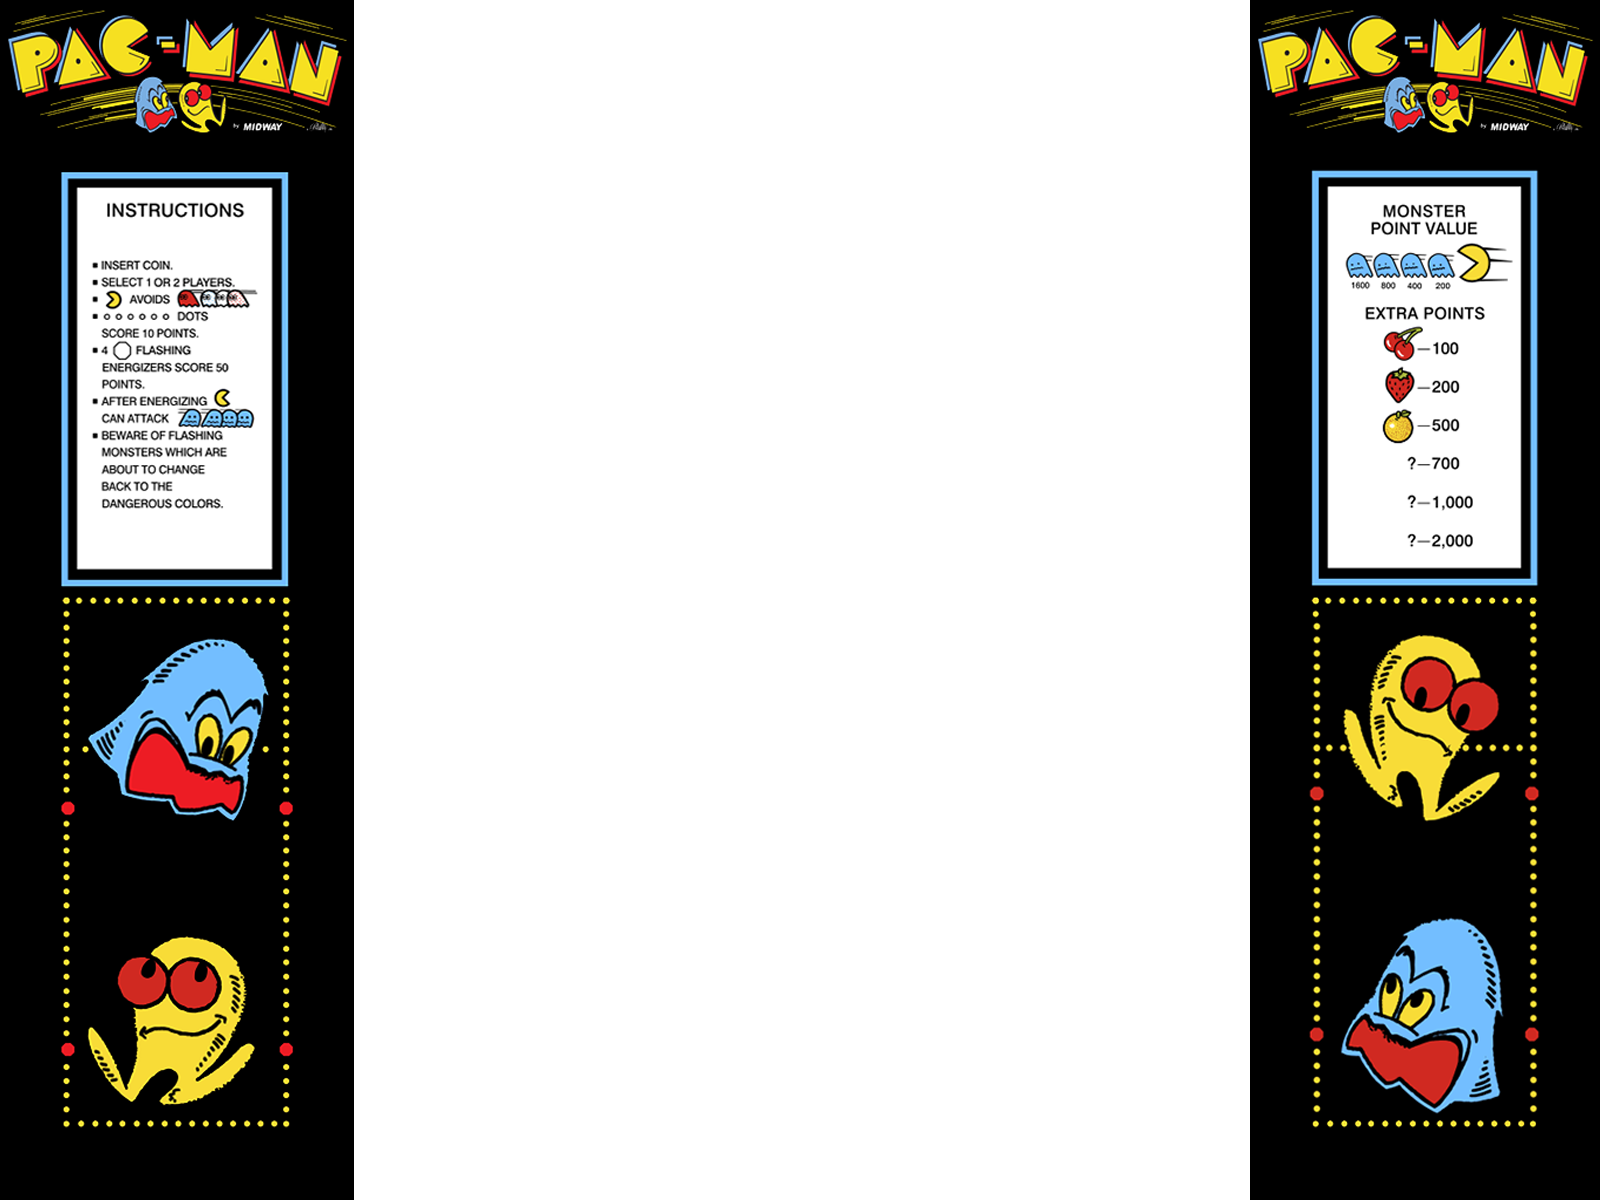 PAC-MAN
by MIDWAY
INSTRUCTIONS
INSERT COIN.
SELECT 1 OR 2 PLAYERS.
AVOIDS
DOTS
SCORE 10 POINTS.
4 FLASHING
ENERGIZERS SCORE 50
POINTS.
AFTER ENERGIZING
CAN ATTACK
BEWARE OF FLASHING
MONSTERS WHICH ARE
ABOUT TO CHANGE
BACK TO THE
DANGEROUS COLORS.
PAC-MAN
by MIDWAY
MONSTER
POINT VALUE
1600 800 400 200
EXTRA POINTS
—100
—200
—500
?—700
?—1,000
?—2,000